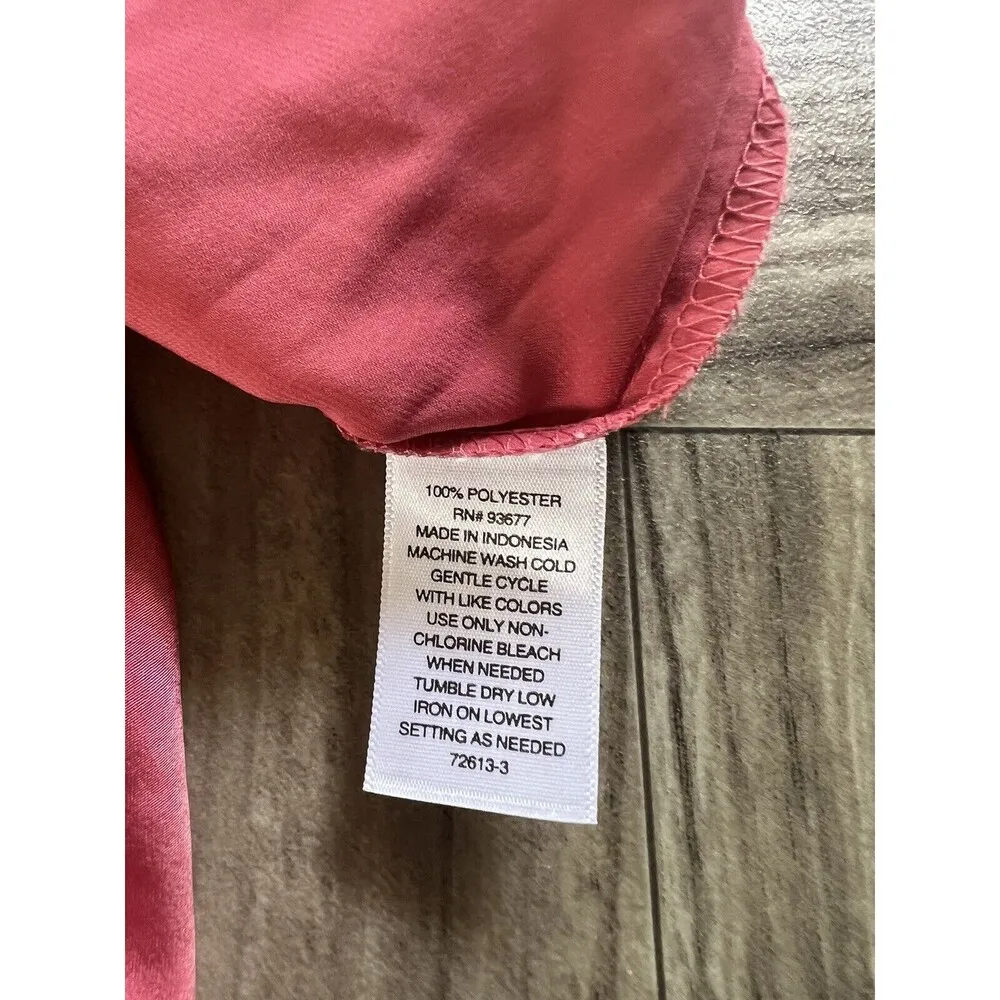 100% POLYESTER
RN# 93677
MADE IN INDONESIA
MACHINE WASH COLD
GENTLE CYCLE
WITH LIKE COLORS
USE ONLY NON-
CHLORINE BLEACH
WHEN NEEDED
TUMBLE DRY LOW
IRON ON LOWEST
SETTING AS NEEDED
72613-3